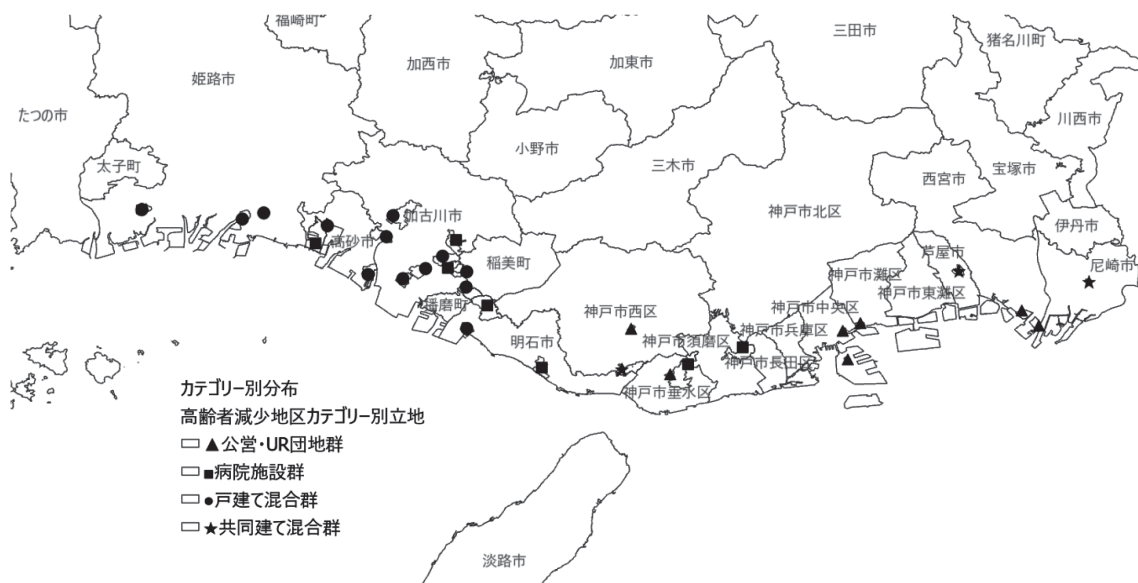 福崎町
三田市
猪名川町
姫路市
加西市
加東市
たつの市
川西市
太子町
小野市
三木市
宝塚市
西宮市
神戸市北区
加古川市
伊丹市
高砂市
稲美町
芦屋市
尼崎市
神戸市灘区
神戸市東灘区
播磨町
神戸市西区
神戸市中央区
神戸市兵庫区
明石市
神戸市須磨区
神戸市長田区
神戸市垂水区
カテゴリー別分布
高齢者減少地区カテゴリー別立地
▲公営・UR団地群
■病院施設群
●戸建て混合群
★共同建て混合群
淡路市